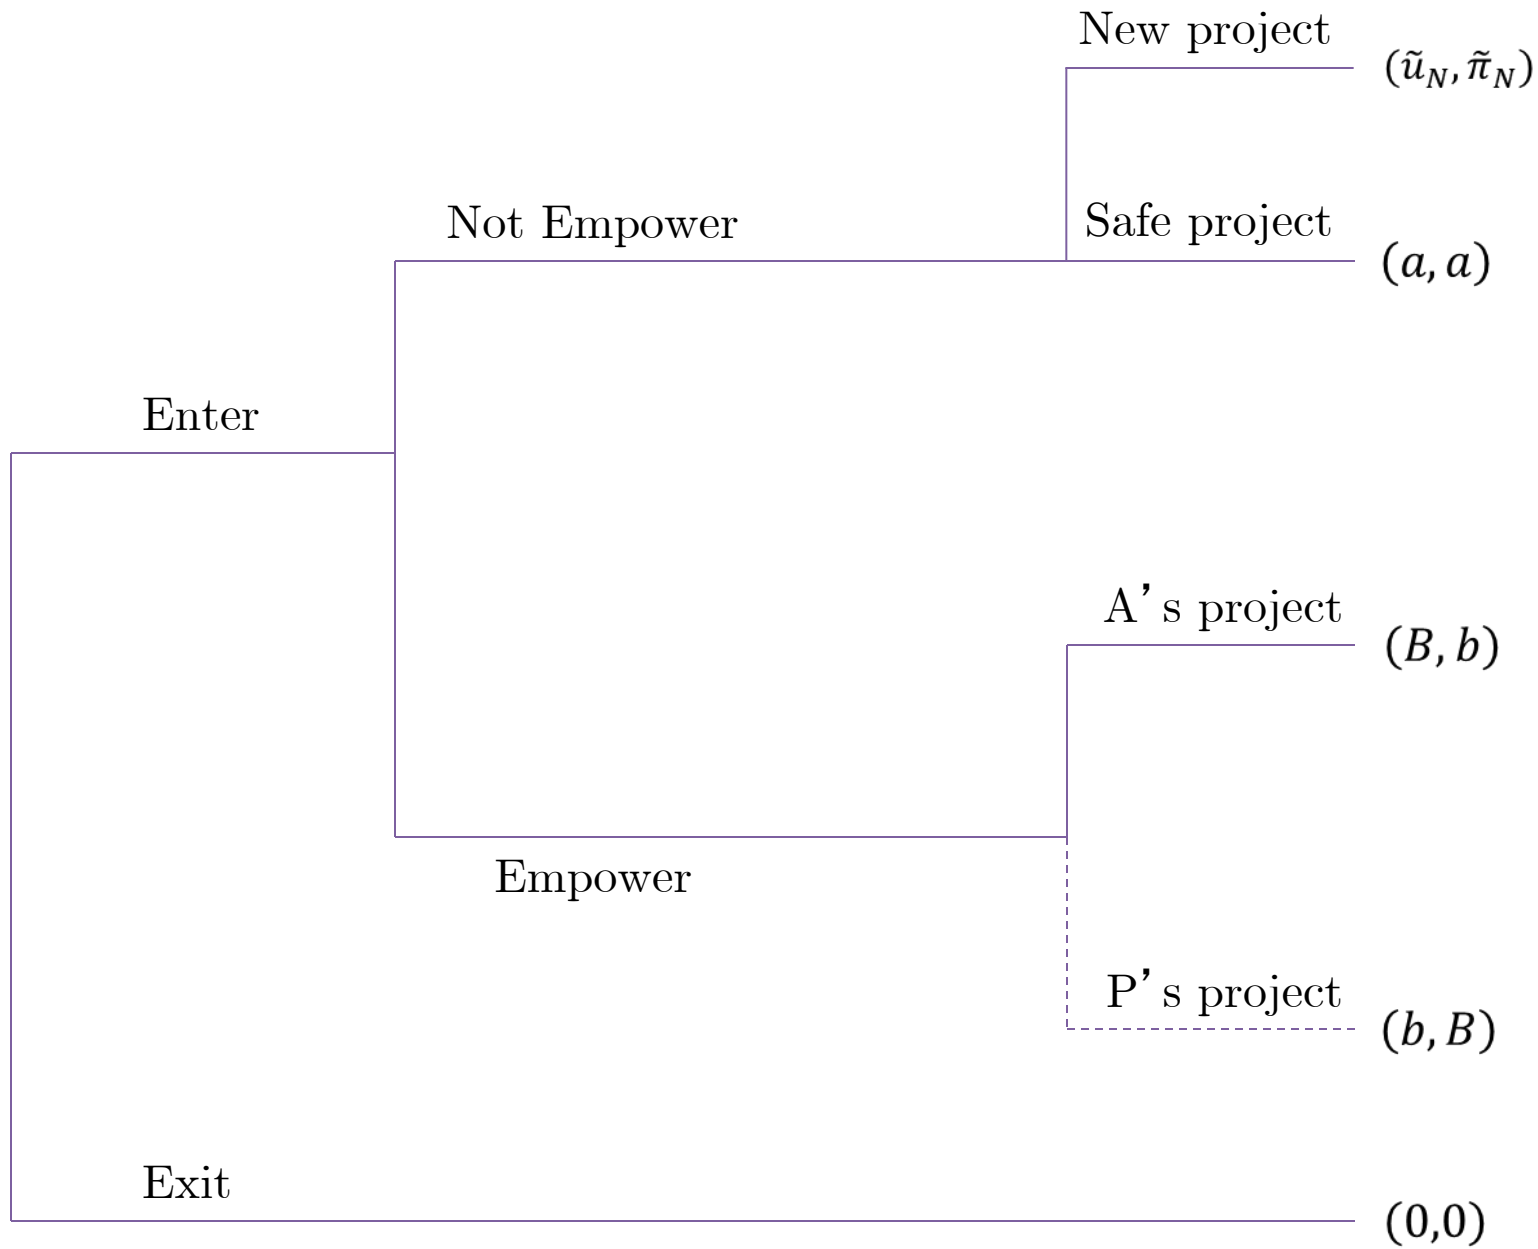 New project
(ũ_N, π̃_N)
Not Empower
Safe project
(a, a)
Enter
A’s project
(B, b)
Empower
P’s project
(b, B)
Exit
(0,0)